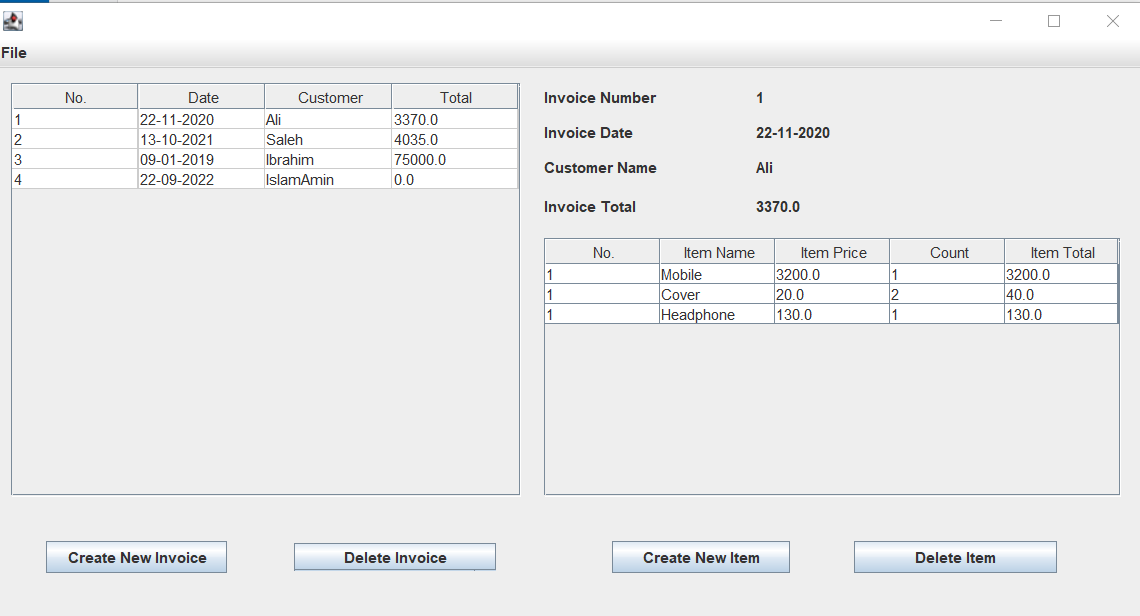 File
No. Date Customer Total
1 22-11-2020 Ali 3370.0
2 13-10-2021 Saleh 4035.0
3 09-01-2019 Ibrahim 75000.0
4 22-09-2022 IslamAmin 0.0
Invoice Number 1
Invoice Date 22-11-2020
Customer Name Ali
Invoice Total 3370.0
No. Item Name Item Price Count Item Total
1 Mobile 3200.0 1 3200.0
1 Cover 20.0 2 40.0
1 Headphone 130.0 1 130.0
Create New Invoice Delete Invoice Create New Item Delete Item